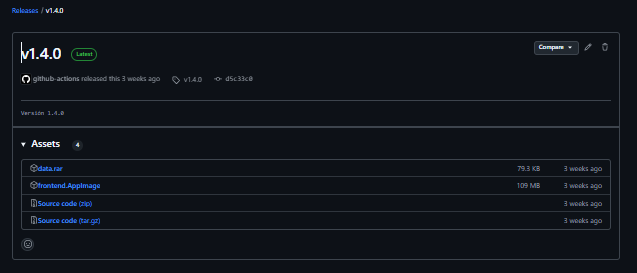 Releases / v1.4.0
v1.4.0 Latest Compare
github-actions released this 3 weeks ago v1.4.0 d5c33c0
Versión 1.4.0
Assets 4
data.rar 79.3 KB 3 weeks ago
frontend.AppImage 109 MB 3 weeks ago
Source code (zip) 3 weeks ago
Source code (tar.gz) 3 weeks ago